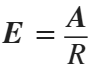 E = A/R